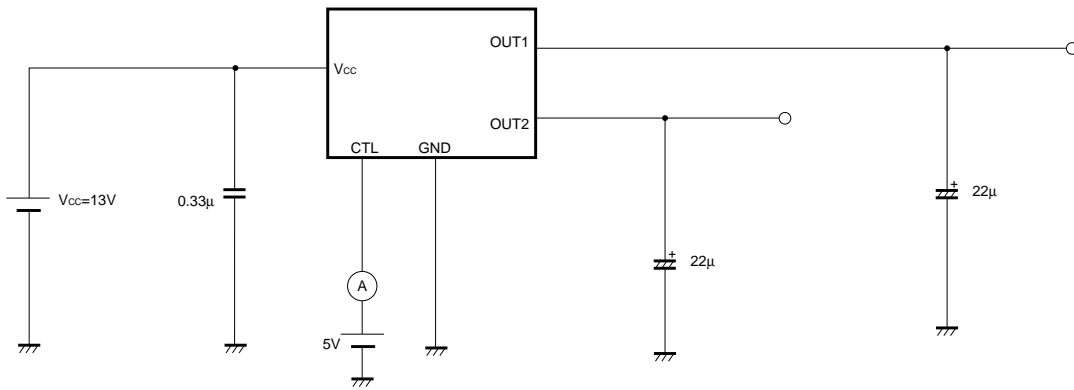 OUT1
Vcc
OUT2
CTL GND
Vcc=13V
0.33μ
+
22μ
+
22μ
A
5V